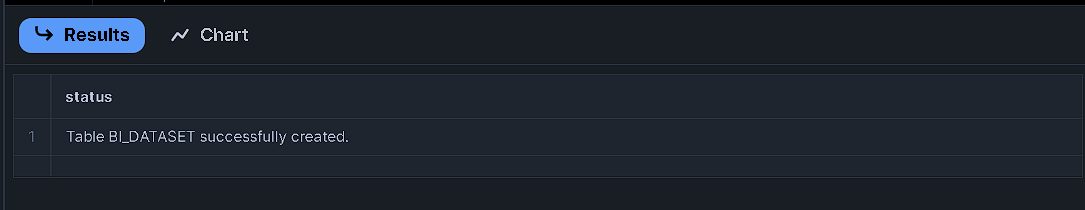 Results Chart
status
1 Table BI_DATASET successfully created.